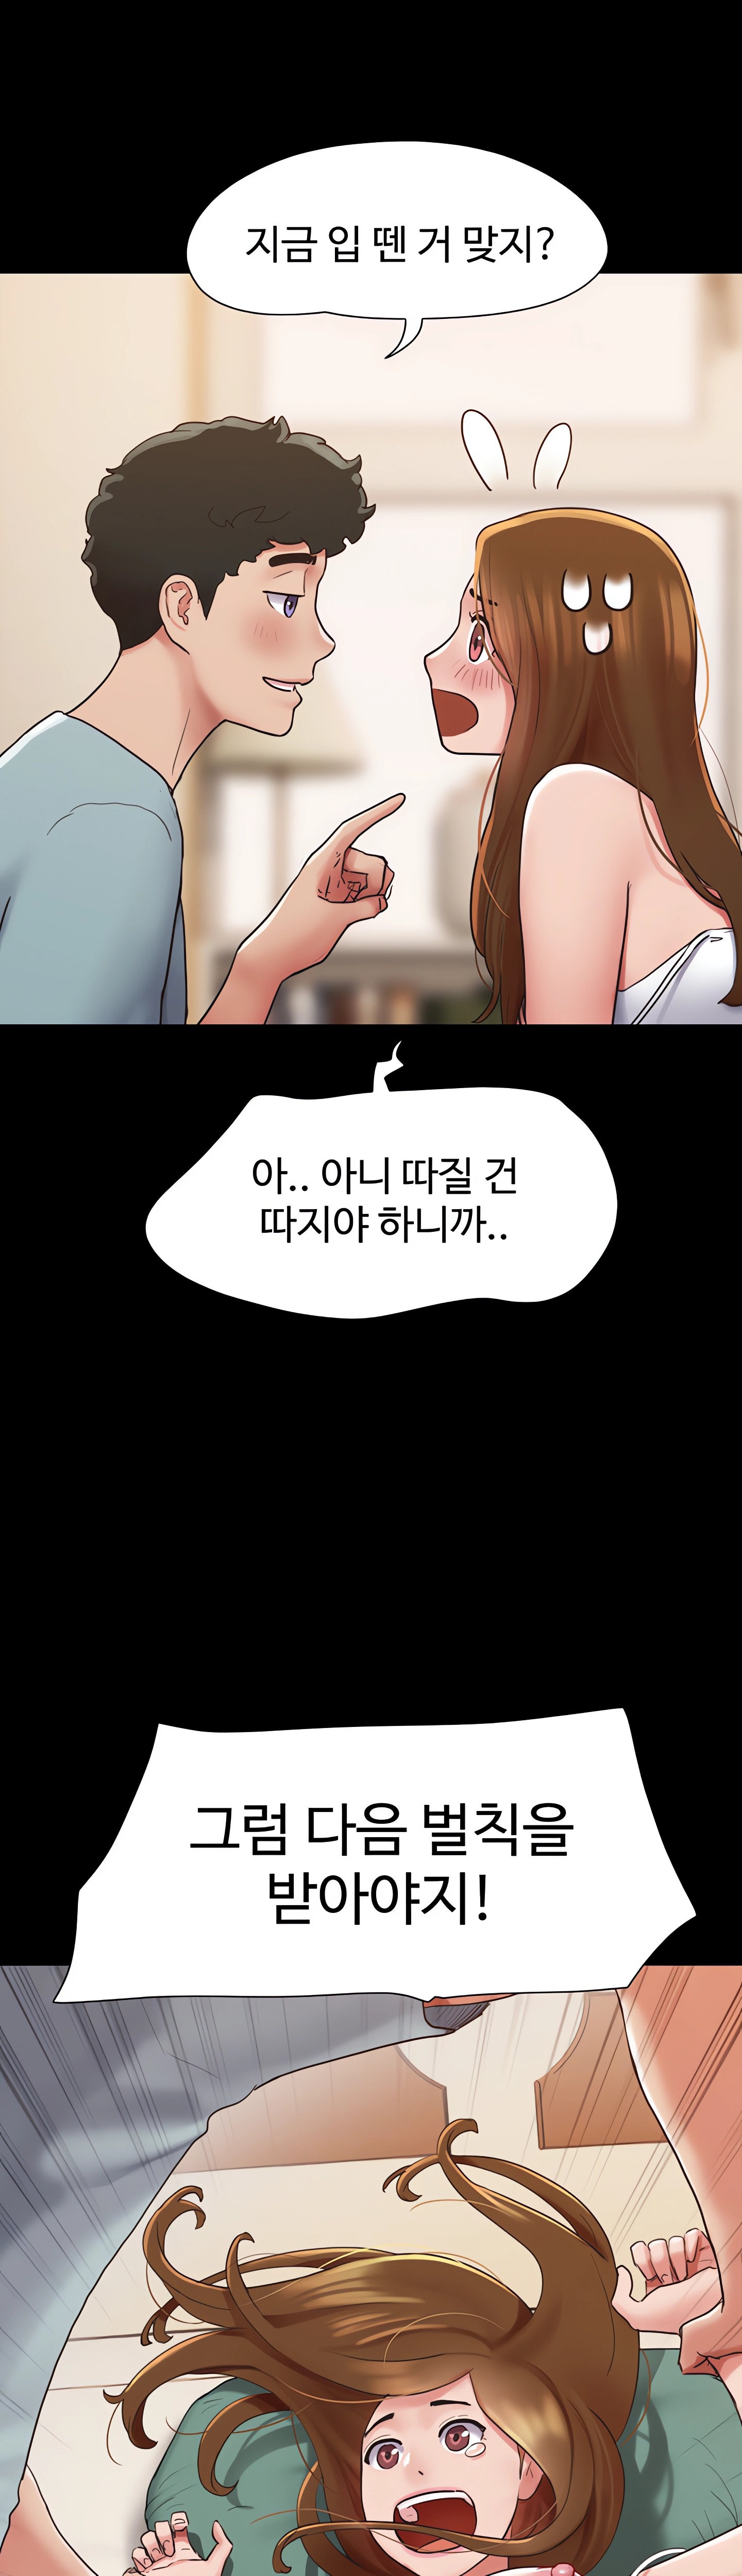 지금 입 뗀 거 맞지?
아.. 아니 따질 건
따지야 하니까..
그럼 다음 벌칙을
받아야지!